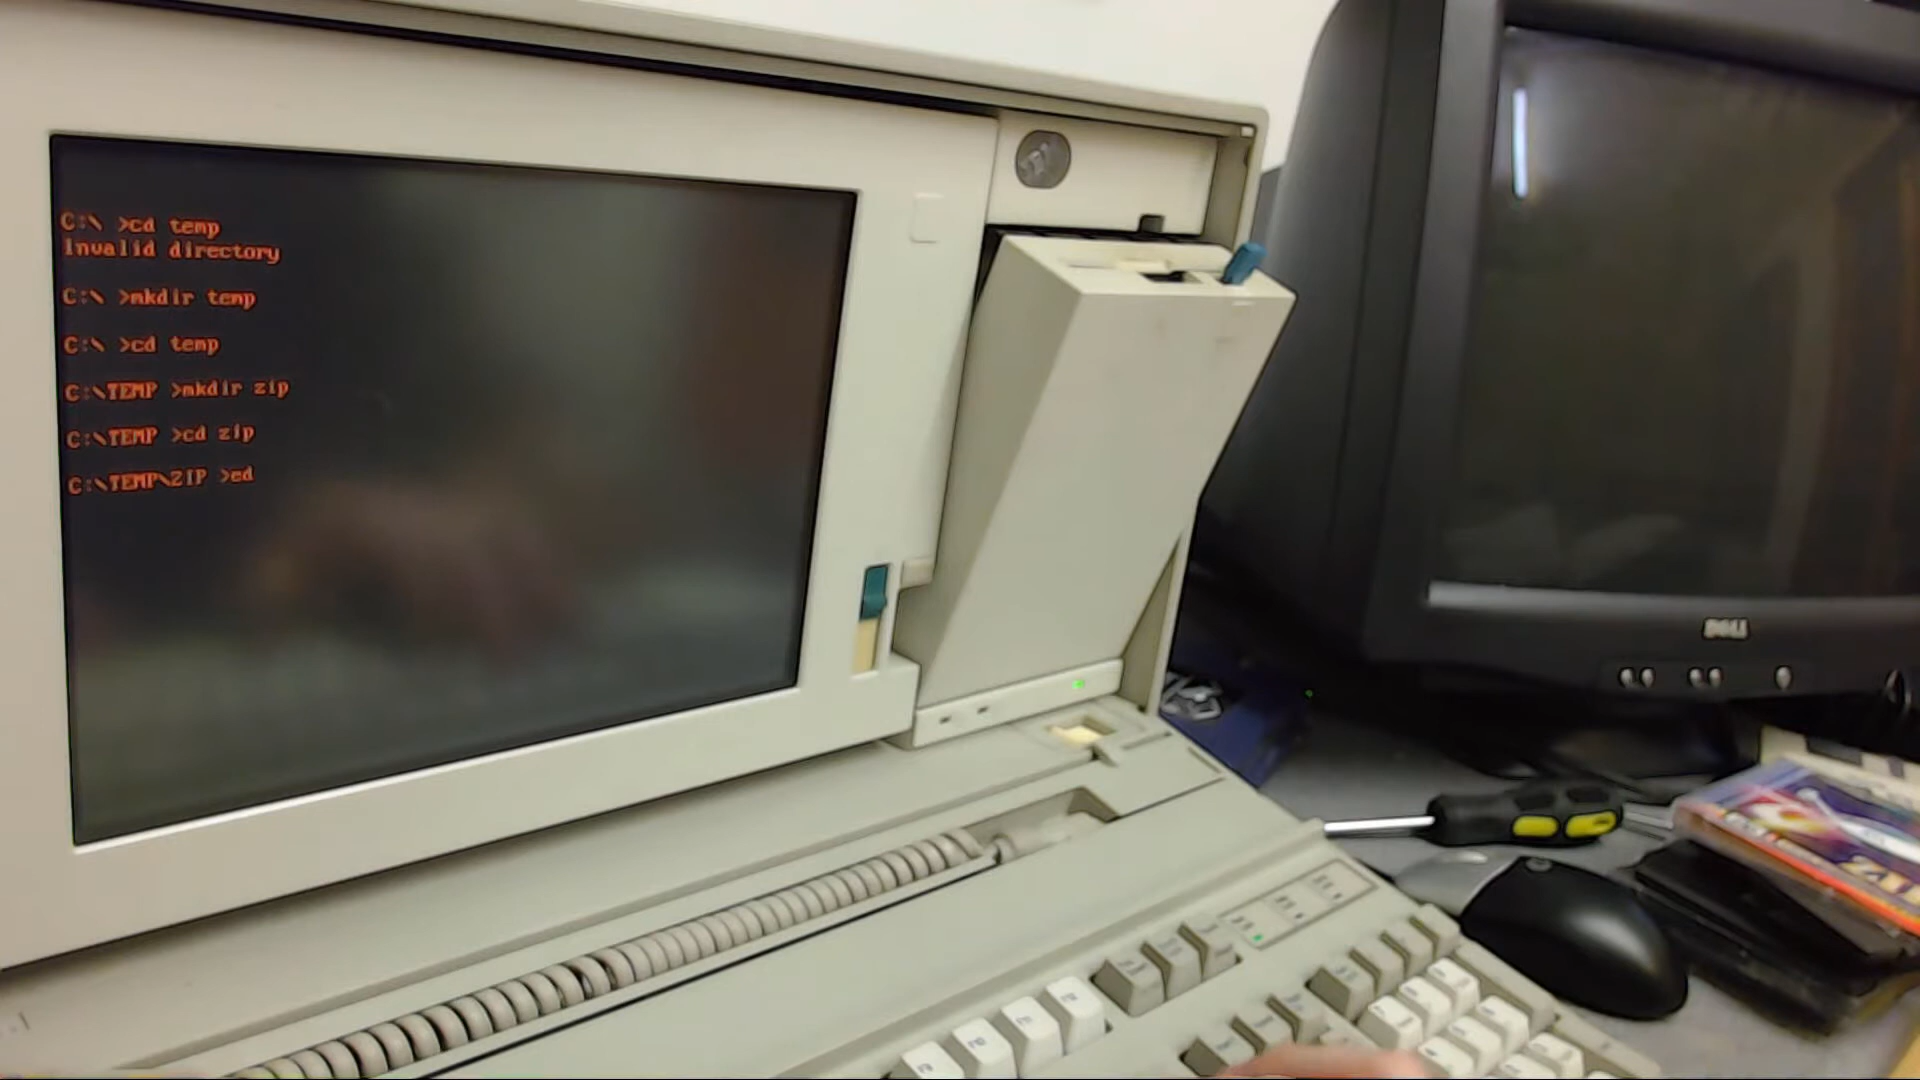 C:\ >cd temp
Invalid directory
C:\ >mkdir temp
C:\ >cd temp
C:\TEMP >mkdir zip
C:\TEMP >cd zip
C:\TEMP\ZIP >ed
DELL